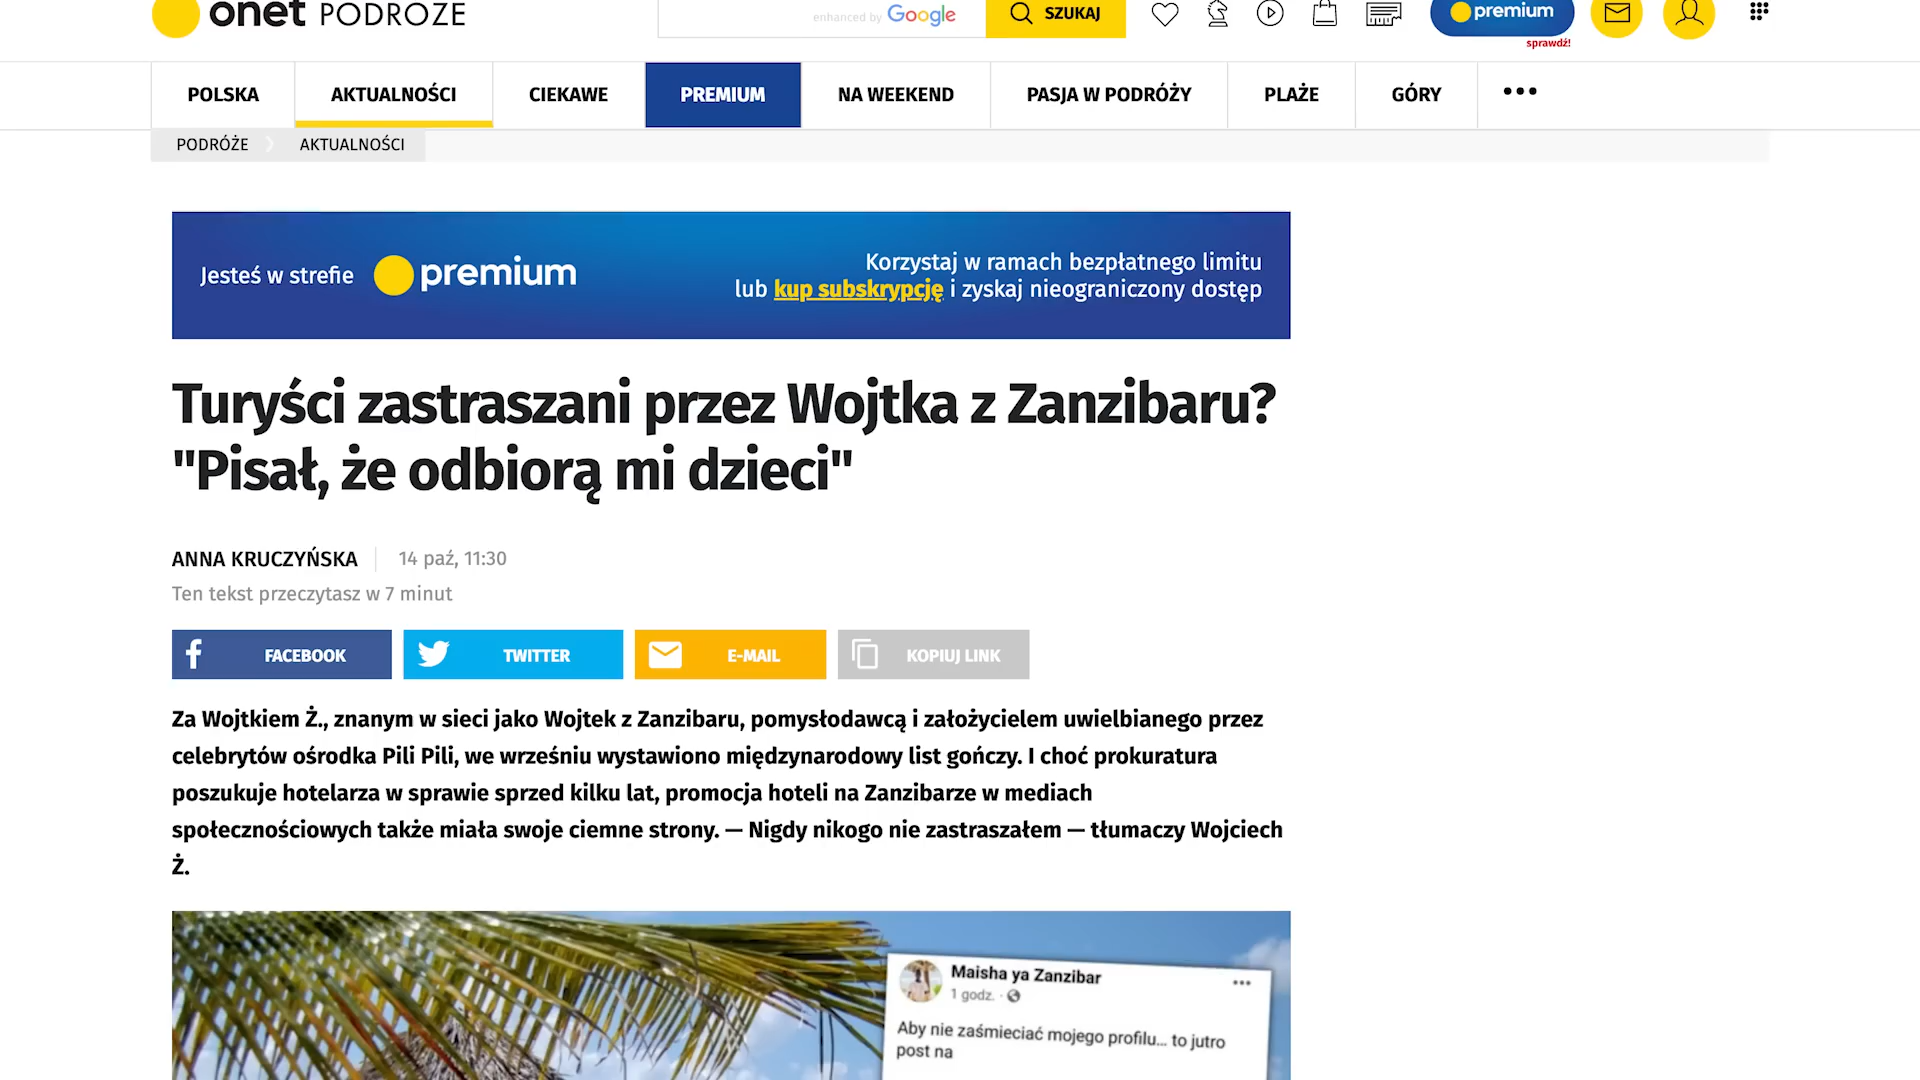 onet PODRÓŻE
enhanced by Google
SZUKAJ
premium
sprawdź!
POLSKA
AKTUALNOŚCI
CIEKAWE
PREMIUM
NA WEEKEND
PASJA W PODRÓŻY
PLAŻE
GÓRY
PODRÓŻE
AKTUALNOŚCI
Jesteś w strefie premium
Korzystaj w ramach bezpłatnego limitu
lub kup subskrypcję i zyskaj nieograniczony dostęp
Turyści zastraszani przez Wojtka z Zanzibaru?
"Pisał, że odbiorą mi dzieci"
ANNA KRUCZYŃSKA
14 paź, 11:30
Ten tekst przeczytasz w 7 minut
FACEBOOK
TWITTER
E-MAIL
KOPIUJ LINK
Za Wojtkiem Ż., znanym w sieci jako Wojtek z Zanzibaru, pomysłodawcą i założycielem uwielbianego przez
celebrytów ośrodka Pili Pili, we wrześniu wystawiono międzynarodowy list gończy. I choć prokuratura
poszukuje hotelarza w sprawie sprzed kilku lat, promocja hoteli na Zanzibarze w mediach
społecznościowych także miała swoje ciemne strony. — Nigdy nikogo nie zastraszałem — tłumaczy Wojciech
Ż.
Maisha ya Zanzibar
1 godz.
Aby nie zaśmiecać mojego profilu... to jutro
post na